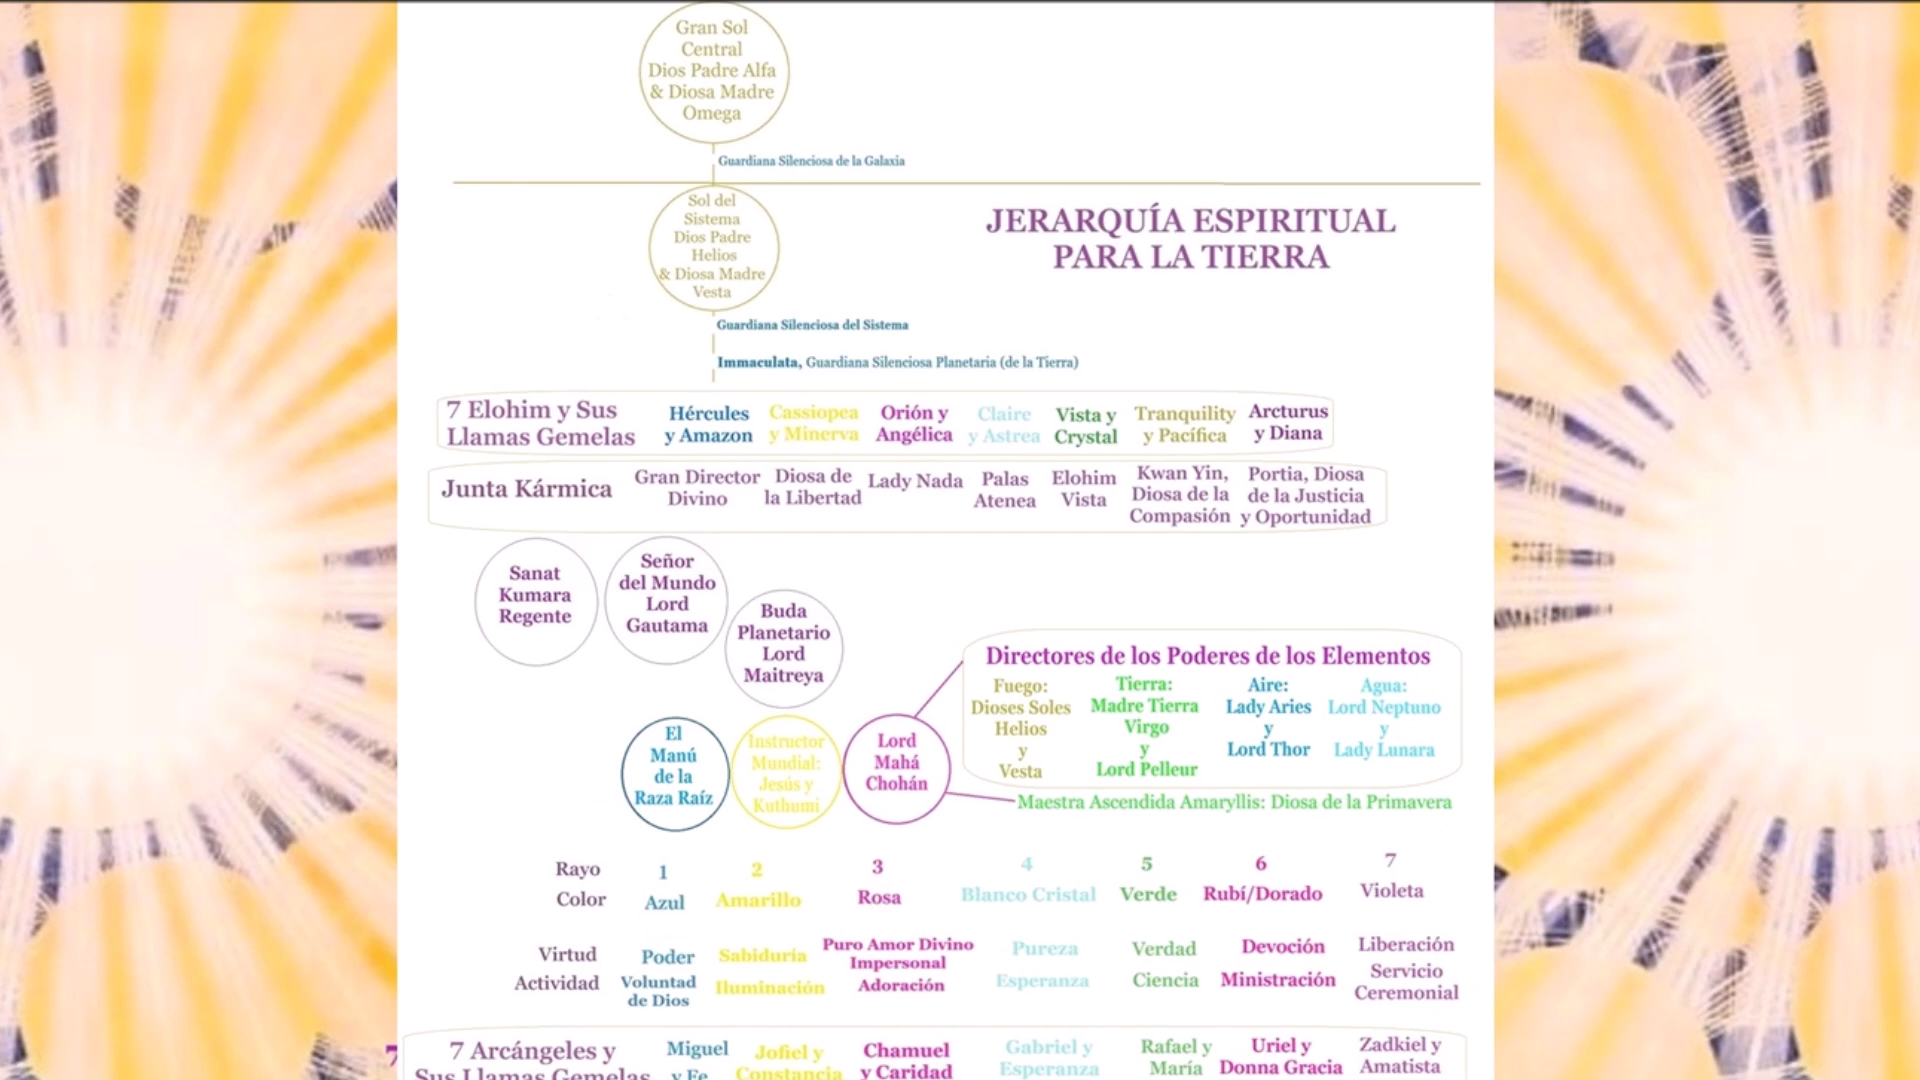 Gran Sol
Central
Dios Padre Alfa
& Diosa Madre
Omega
Guardiana Silenciosa de la Galaxia
Sol del
Sistema
Dios Padre
Helios
& Diosa Madre
Vesta
JERARQUÍA ESPIRITUAL
PARA LA TIERRA
Guardiana Silenciosa del Sistema
Immaculata, Guardiana Silenciosa Planetaria (de la Tierra)
7 Elohim y Sus
Llamas Gemelas
Hércules
y Amazon
Cassiopea
y Minerva
Orión y
Angélica
Claire
y Astrea
Vista y
Crystal
Tranquility
y Pacífica
Arcturus
y Diana
Junta Kármica
Gran Director
Divino
Diosa de
la Libertad
Lady Nada
Palas
Atenea
Elohim
Vista
Kwan Yin,
Diosa de la
Compasión
Portia, Diosa
de la Justicia
y Oportunidad
Sanat
Kumara
Regente
Señor
del Mundo
Lord
Gautama
Buda
Planetario
Lord
Maitreya
El
Manú
de la
Raza Raíz
Instructor
Mundial:
Jesús y
Kuthumi
Lord
Mahá
Chohán
Directores de los Poderes de los Elementos
Fuego:
Dioses Soles
Helios
y
Vesta
Tierra:
Madre Tierra
Virgo
y
Lord Pelleur
Aire:
Lady Aries
y
Lord Thor
Agua:
Lord Neptuno
y
Lady Lunara
Maestra Ascendida Amaryllis: Diosa de la Primavera
Rayo 1 2 3 4 5 6 7
Color Azul Amarillo Rosa Blanco Cristal Verde Rubí/Dorado Violeta
Virtud Poder Sabiduría Puro Amor Divino
Impersonal Pureza Verdad Devoción Liberación
Actividad Voluntad
de Dios Iluminación Adoración Esperanza Ciencia Ministración Servicio
Ceremonial
7
7 Arcángeles y
Sus Llamas Gemelas
Miguel
y Fe
Jofiel y
Constancia
Chamuel
y Caridad
Gabriel y
Esperanza
Rafael y
María
Uriel y
Donna Gracia
Zadkiel y
Amatista